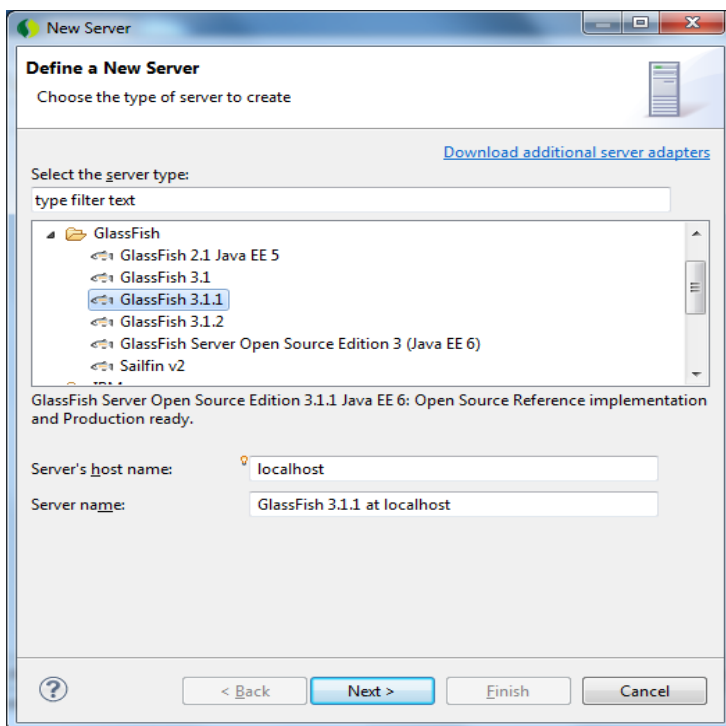 New Server
Define a New Server
Choose the type of server to create
Download additional server adapters
Select the server type:
type filter text
GlassFish
GlassFish 2.1 Java EE 5
GlassFish 3.1
GlassFish 3.1.1
GlassFish 3.1.2
GlassFish Server Open Source Edition 3 (Java EE 6)
Sailfin v2
GlassFish Server Open Source Edition 3.1.1 Java EE 6: Open Source Reference implementation
and Production ready.
Server's host name:
localhost
Server name:
GlassFish 3.1.1 at localhost
< Back
Next >
Finish
Cancel